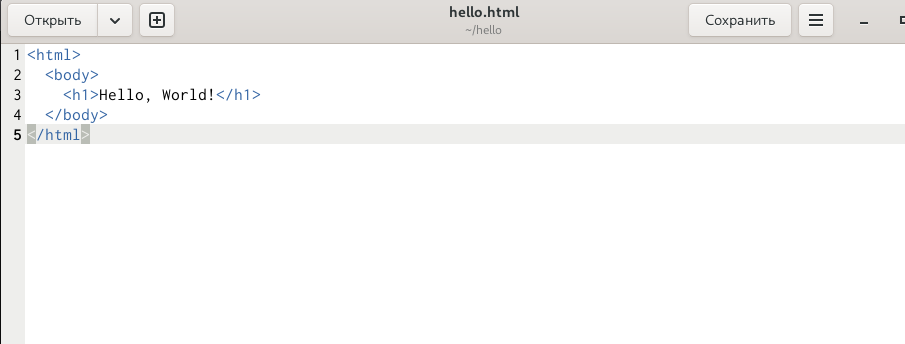 Открыть
hello.html
~/hello
Сохранить
1 <html>
2   <body>
3     <h1>Hello, World!</h1>
4   </body>
5 </html>